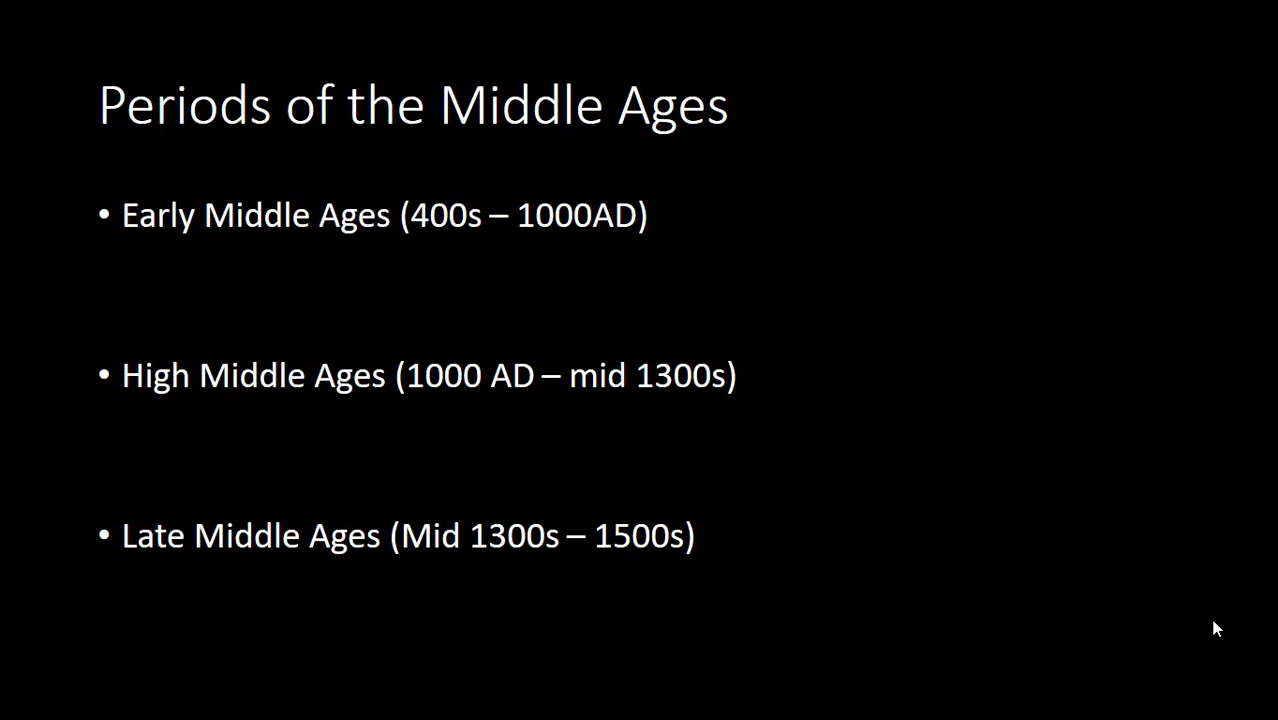 Periods of the Middle Ages
• Early Middle Ages (400s – 1000AD)
• High Middle Ages (1000 AD – mid 1300s)
• Late Middle Ages (Mid 1300s – 1500s)